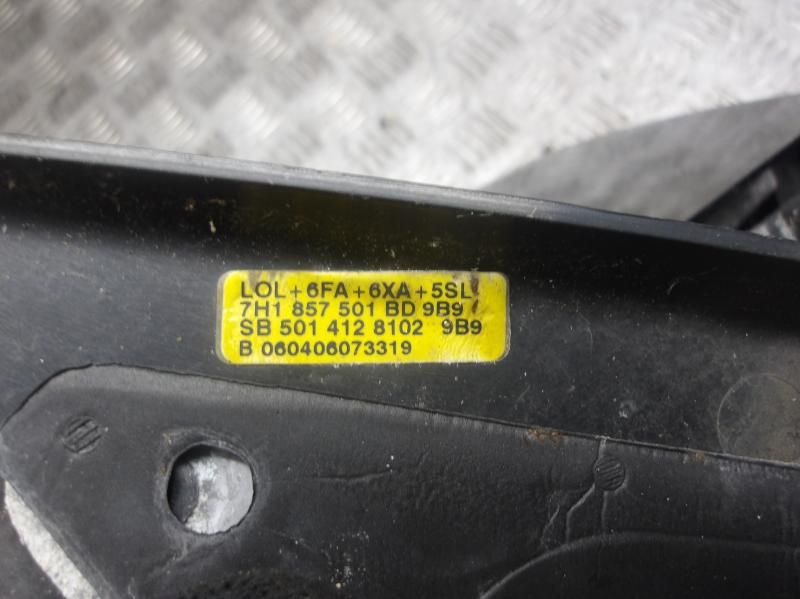 LOL+6FA+6XA+5SL
7H1 857 501 BD 9B9
SB 501 412 8102 9B9
B 060406073319